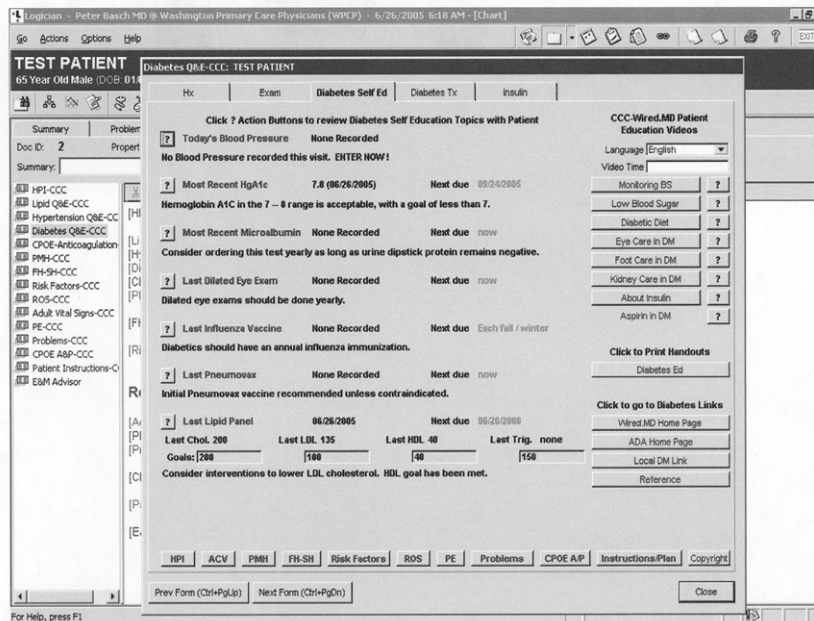 Logician - Peter Basch MD @ Washington Primary Care Physicians (WPCP) - 6/26/2005 6:18 AM - [Chart]
Go Actions Options Help
EXIT
TEST PATIENT
65 Year Old Male (DOB:
Summary Problem
Doc ID: 2 Propert
Summary:
HPI-CCC
Lipid Q&E-CCC
Hypertension Q&E-CC
Diabetes Q&E-CCC
CPOE-Anticoagulation-
PMH-CCC
FH-SH-CCC
Risk Factors-CCC
ROS-CCC
Adult Vital Signs-CCC
PE-CCC
Problems-CCC
CPOE A&P-CCC
Patient Instructions-C
E&M Advisor
Diabetes Q&E-CCC: TEST PATIENT
Hx Exam Diabetes Self Ed Diabetes Tx Insulin
Click ? Action Buttons to review Diabetes Self Education Topics with Patient
? Today's Blood Pressure None Recorded
No Blood Pressure recorded this visit. ENTER NOW!
? Most Recent HgA1c 7.8 (06/26/2005) Next due 09/24/2005
Hemoglobin A1C in the 7 -- 8 range is acceptable, with a goal of less than 7.
? Most Recent Microalbumin None Recorded Next due now
Consider ordering this test yearly as long as urine dipstick protein remains negative.
? Last Dilated Eye Exam None Recorded Next due now
Dilated eye exams should be done yearly.
? Last Influenza Vaccine None Recorded Next due Each fall / winter
Diabetics should have an annual influenza immunization.
? Last Pneumovax None Recorded Next due now
Initial Pneumovax vaccine recommended unless contraindicated.
? Last Lipid Panel 06/26/2005 Next due 06/26/2006
Last Chol. 200 Last LDL 135 Last HDL 40 Last Trig. none
Goals: 200 100 40 150
Consider interventions to lower LDL cholesterol. HDL goal has been met.
CCC-Wired.MD Patient
Education Videos
Language English
Video Time
Monitoring BS ?
Low Blood Sugar ?
Diabetic Diet ?
Eye Care in DM ?
Foot Care in DM ?
Kidney Care in DM ?
About Insulin ?
Aspirin in DM ?
Click to Print Handouts
Diabetes Ed
Click to go to Diabetes Links
Wired.MD Home Page
ADA Home Page
Local DM Link
Reference
HPI ACV PMH FH-SH Risk Factors ROS PE Problems CPOE A/P Instructions/Plan Copyright
Prev Form (Ctrl+PgUp) Next Form (Ctrl+PgDn) Close
For Help, press F1